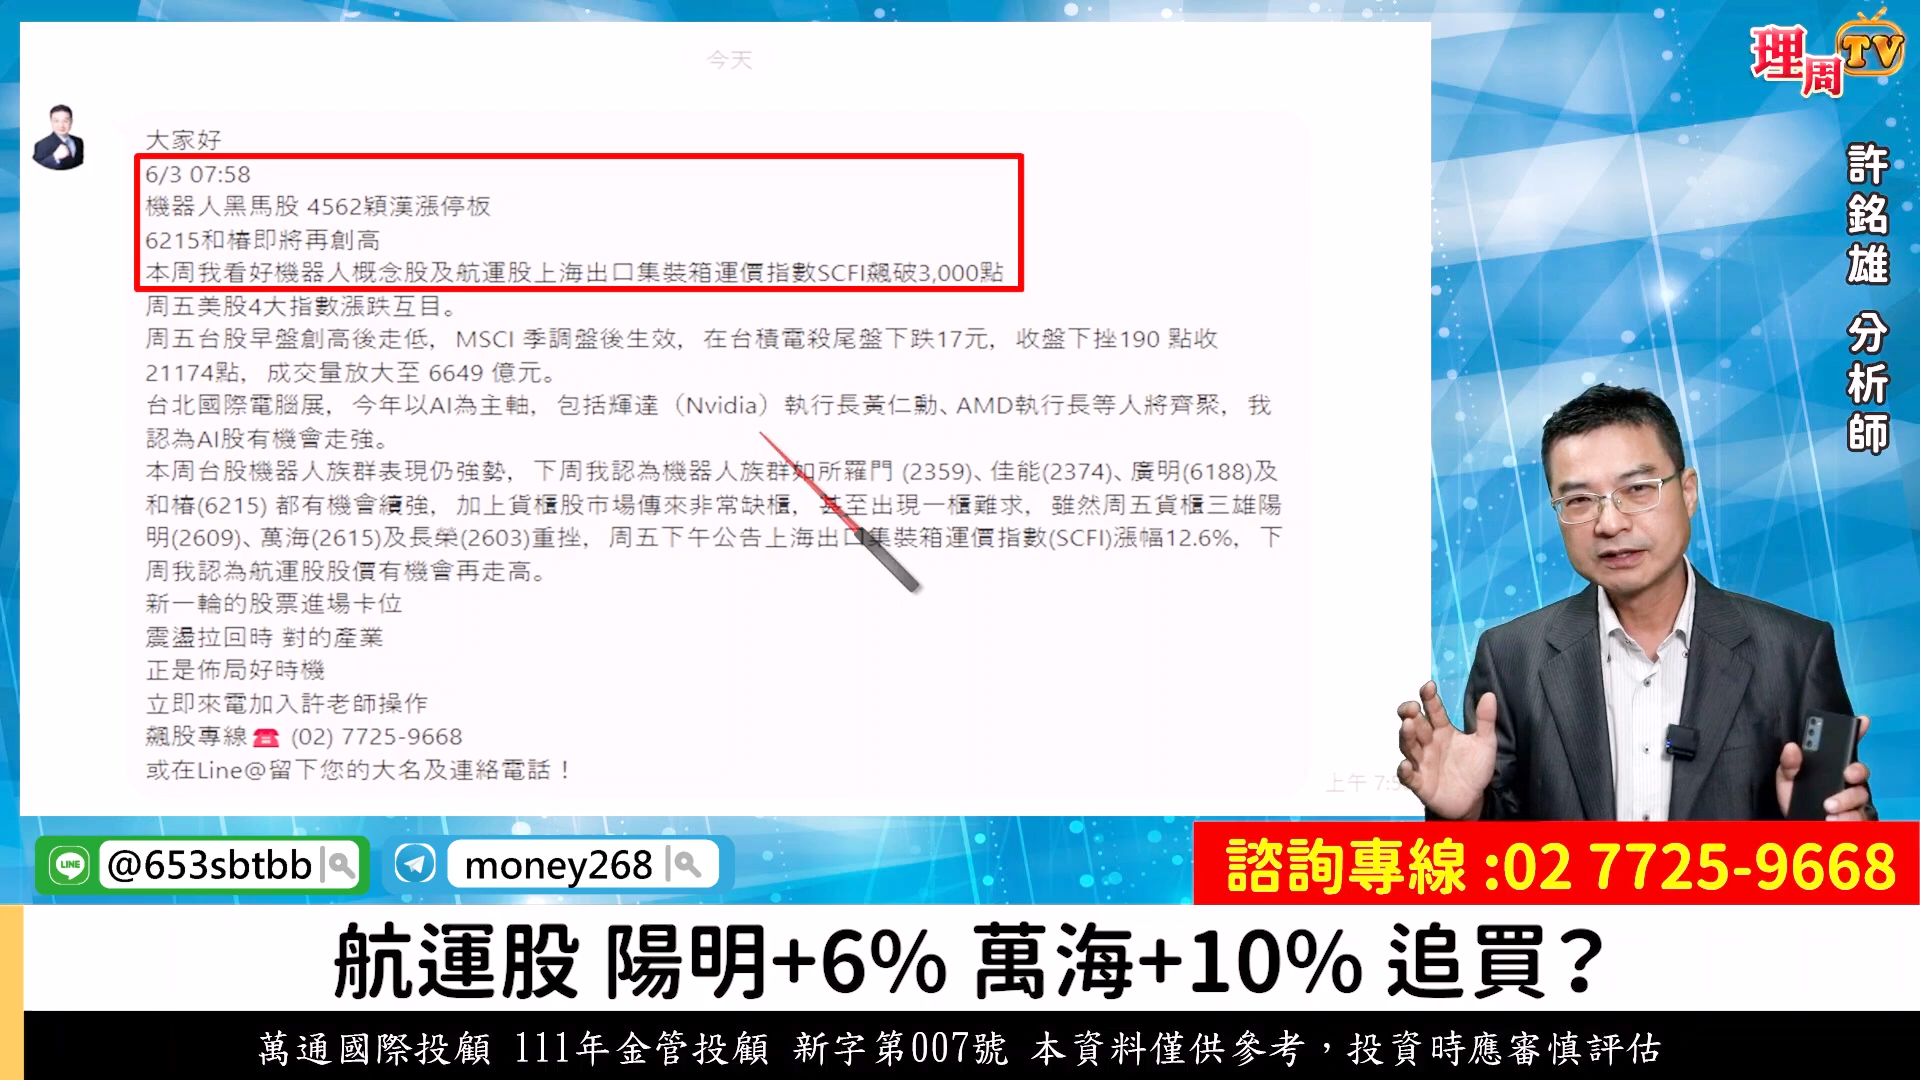 今天
理周TV
許銘雄 分析師
大家好
6/3 07:58
機器人黑馬股 4562穎漢漲停板
6215和椿即將再創高
本周我看好機器人概念股及航運股上海出口集裝箱運價指數SCFI飆破3,000點
周五美股4大指數漲跌互目。
周五台股早盤創高後走低，MSCI 季調盤後生效，在台積電殺尾盤下跌17元，收盤下挫190 點收
21174點，成交量放大至 6649 億元。
台北國際電腦展，今年以AI為主軸，包括輝達（Nvidia）執行長黃仁勳、AMD執行長等人將齊聚，我
認為AI股有機會走強。
本周台股機器人族群表現仍強勢，下周我認為機器人族群如所羅門 (2359)、佳能(2374)、廣明(6188)及
和椿(6215) 都有機會續強，加上貨櫃股市場傳來非常缺櫃，甚至出現一櫃難求，雖然周五貨櫃三雄陽
明(2609)、萬海(2615)及長榮(2603)重挫，周五下午公告上海出口集裝箱運價指數(SCFI)漲幅12.6%，下
周我認為航運股股價有機會再走高。
新一輪的股票進場卡位
震盪拉回時 對的產業
正是佈局好時機
立即來電加入許老師操作
飆股專線☎ (02) 7725-9668
或在Line@留下您的大名及連絡電話！
上午 7:5
LINE @653sbtbb
money268
諮詢專線:02 7725-9668
航運股 陽明+6% 萬海+10% 追買?
萬通國際投顧 111年金管投顧 新字第007號 本資料僅供參考，投資時應審慎評估